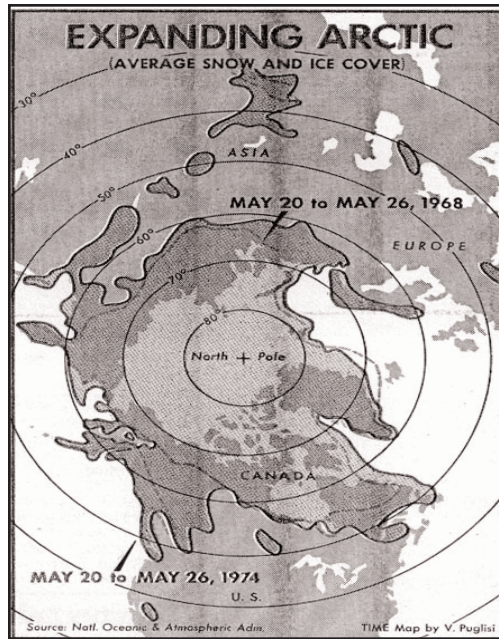 EXPANDING ARCTIC
(AVERAGE SNOW AND ICE COVER)
30°
40°
ASIA
50°
MAY 20 to MAY 26, 1968
60°
EUROPE
70°
80°
North + Pole
CANADA
MAY 20 to MAY 26, 1974
U.S.
Source: Natl. Oceanic & Atmospheric Adm.
TIME Map by V. Puglisi